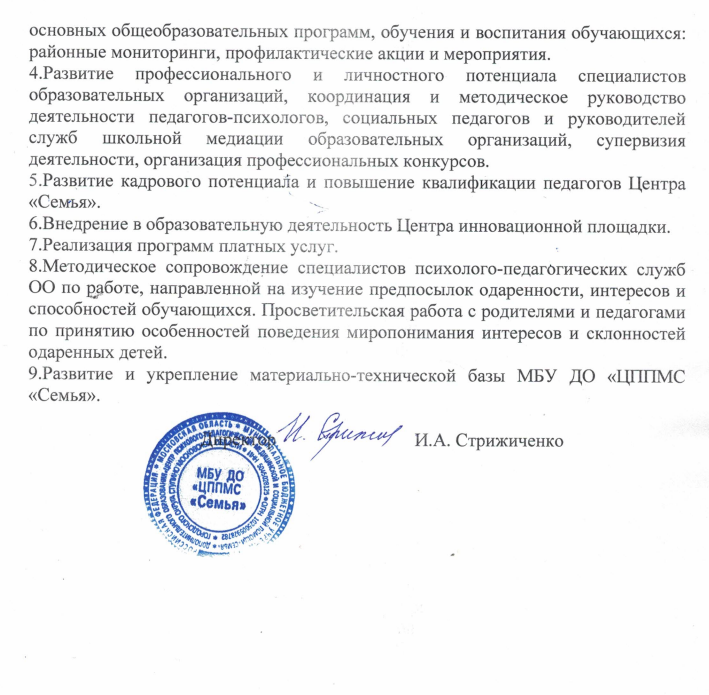 основных общеобразовательных программ, обучения и воспитания обучающихся:
районные мониторинги, профилактические акции и мероприятия.
4.Развитие профессионального и личностного потенциала специалистов
образовательных организаций, координация и методическое руководство
деятельности педагогов-психологов, социальных педагогов и руководителей
служб школьной медиации образовательных организаций, супервизия
деятельности, организация профессиональных конкурсов.
5.Развитие кадрового потенциала и повышение квалификации педагогов Центра
«Семья».
6.Внедрение в образовательную деятельность Центра инновационной площадки.
7.Реализация программ платных услуг.
8.Методическое сопровождение специалистов психолого-педагогических служб
ОО по работе, направленной на изучение предпосылок одаренности, интересов и
способностей обучающихся. Просветительская работа с родителями и педагогами
по принятию особенностей поведения миропонимания интересов и склонностей
одаренных детей.
9.Развитие и укрепление материально-технической базы МБУ ДО «ЦППМС
«Семья».
Директор И.А. Стрижиченко
МБУ ДО
«ЦППМС
«Семья»